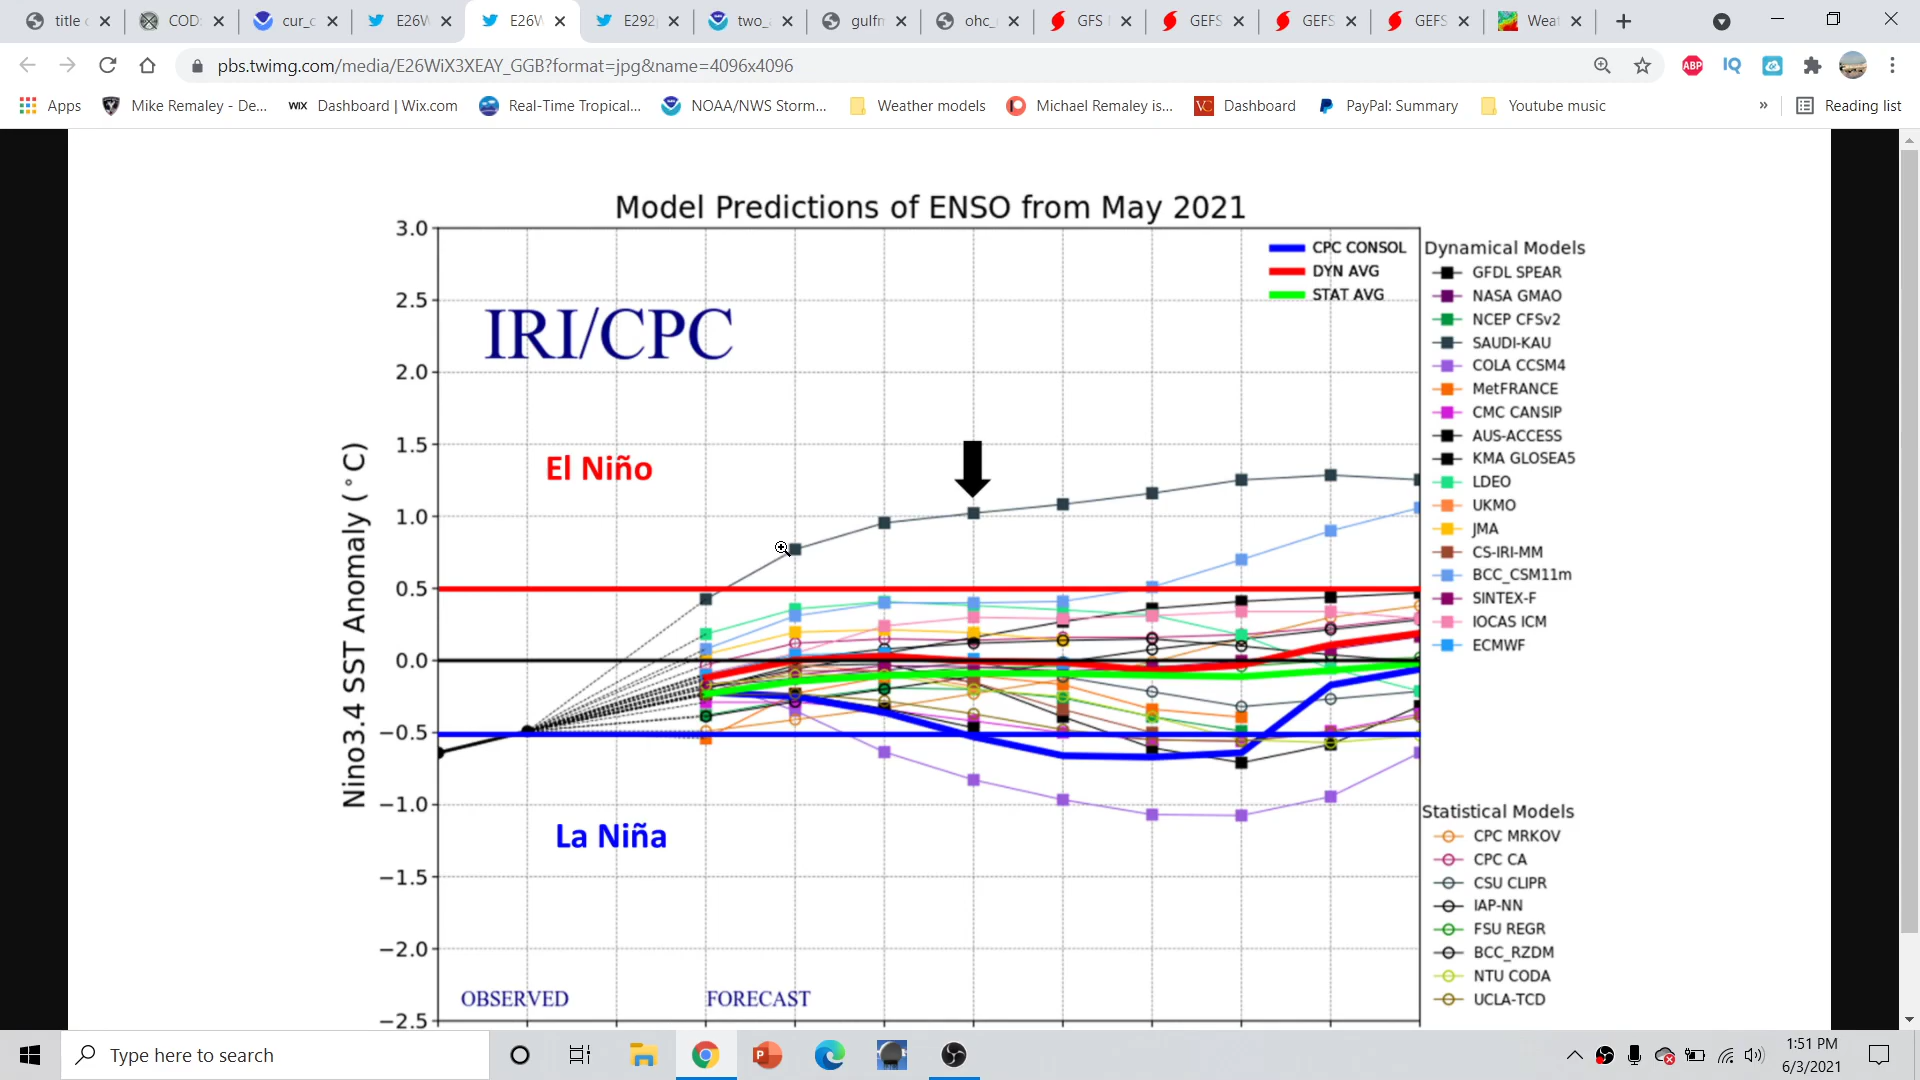 title
COD:
cur_c
E26W
E26W
E292
two_
gulfm
ohc_
GFS
GEFS
GEFS
GEFS
Weat
pbs.twimg.com/media/E26WiX3XEAY_GGB?format=jpg&name=4096x4096
ABP
IQ
Apps
Mike Remaley - De...
WIX
Dashboard | Wix.com
Real-Time Tropical...
NOAA/NWS Storm...
Weather models
Michael Remaley is...
VC
Dashboard
PayPal: Summary
Youtube music
»
Reading list
Model Predictions of ENSO from May 2021
3.0
2.5
2.0
1.5
1.0
0.5
0.0
−0.5
−1.0
−1.5
−2.0
−2.5
Nino3.4 SST Anomaly (°C)
IRI/CPC
El Niño
La Niña
OBSERVED
FORECAST
CPC CONSOL
DYN AVG
STAT AVG
Dynamical Models
GFDL SPEAR
NASA GMAO
NCEP CFSv2
SAUDI-KAU
COLA CCSM4
MetFRANCE
CMC CANSIP
AUS-ACCESS
KMA GLOSEA5
LDEO
UKMO
JMA
CS-IRI-MM
BCC_CSM11m
SINTEX-F
IOCAS ICM
ECMWF
Statistical Models
CPC MRKOV
CPC CA
CSU CLIPR
IAP-NN
FSU REGR
BCC_RZDM
NTU CODA
UCLA-TCD
Type here to search
1:51 PM
6/3/2021